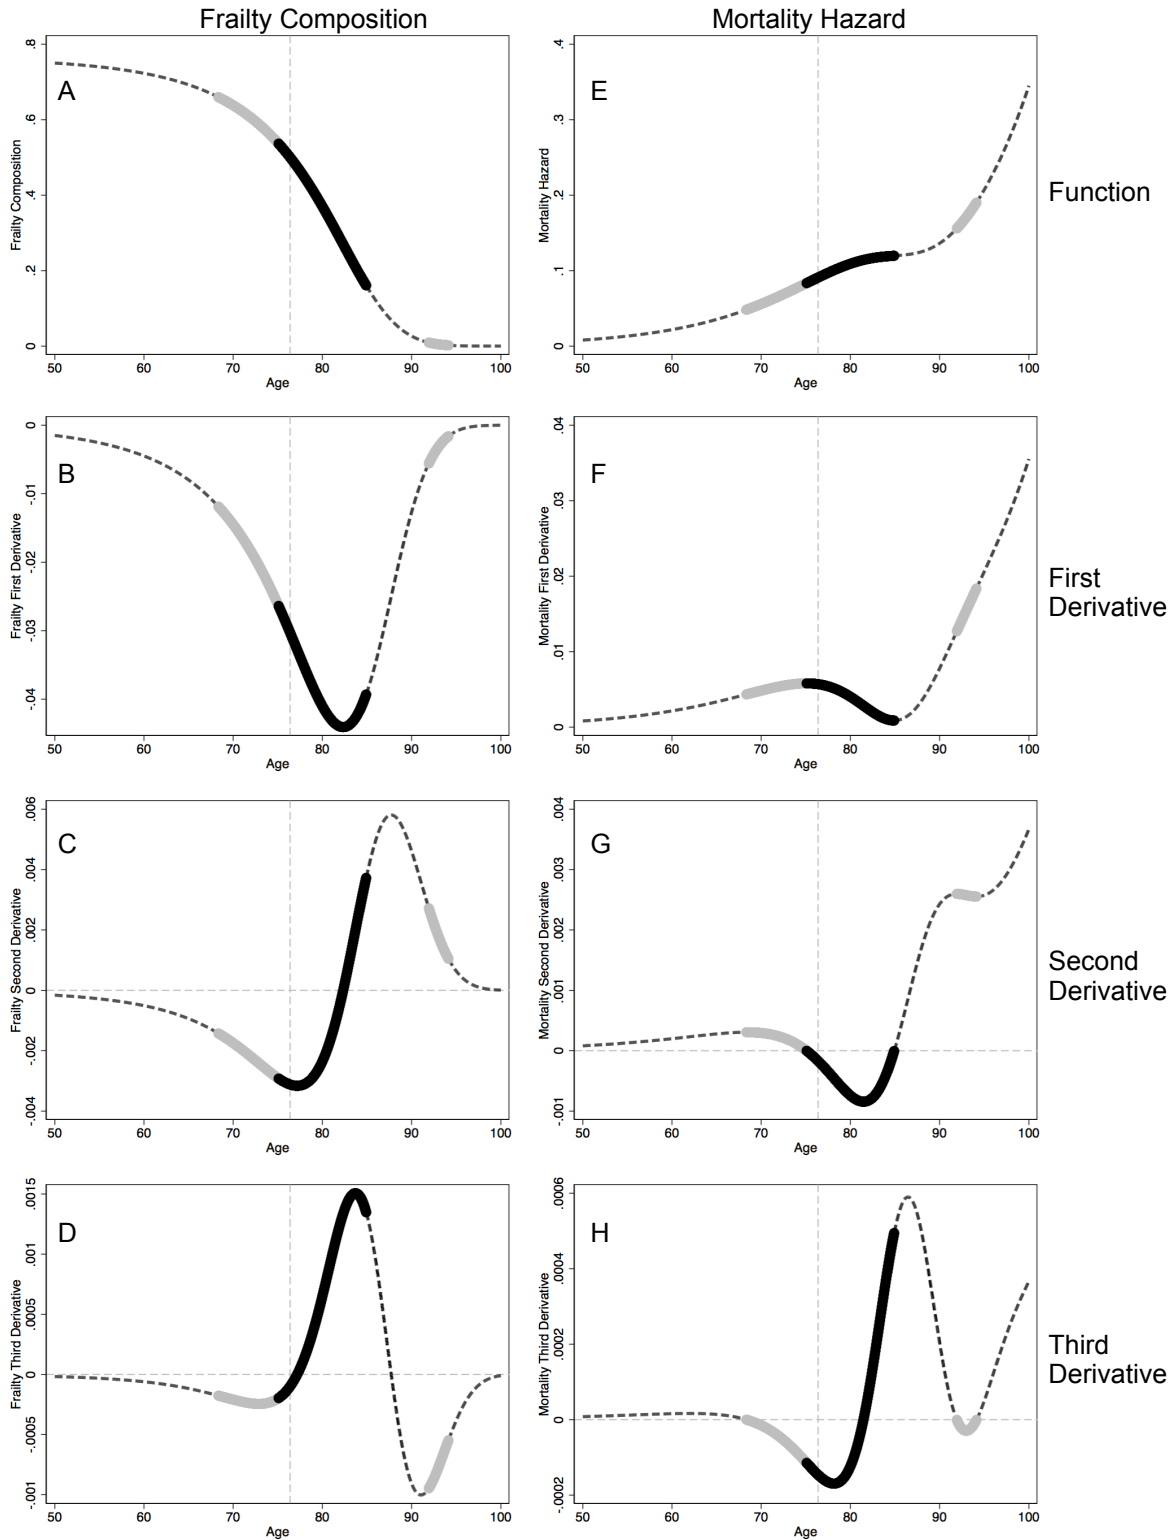 Frailty Composition
Mortality Hazard
A
Frailty Composition
0 .2 .4 .6 .8
50 60 70 80 90 100
Age
E
Mortality Hazard
0 .1 .2 .3 .4
50 60 70 80 90 100
Age
Function
B
Frailty First Derivative
-.04 -.03 -.02 -.01 0
50 60 70 80 90 100
Age
F
Mortality First Derivative
0 .01 .02 .03 .04
50 60 70 80 90 100
Age
First
Derivative
C
Frailty Second Derivative
-.004 -.002 0 .002 .004 .006
50 60 70 80 90 100
Age
G
Mortality Second Derivative
-.001 0 .001 .002 .003 .004
50 60 70 80 90 100
Age
Second
Derivative
D
Frailty Third Derivative
-.001 -.0005 0 .0005 .001 .0015
50 60 70 80 90 100
Age
H
Mortality Third Derivative
-.0002 0 .0002 .0004 .0006
50 60 70 80 90 100
Age
Third
Derivative